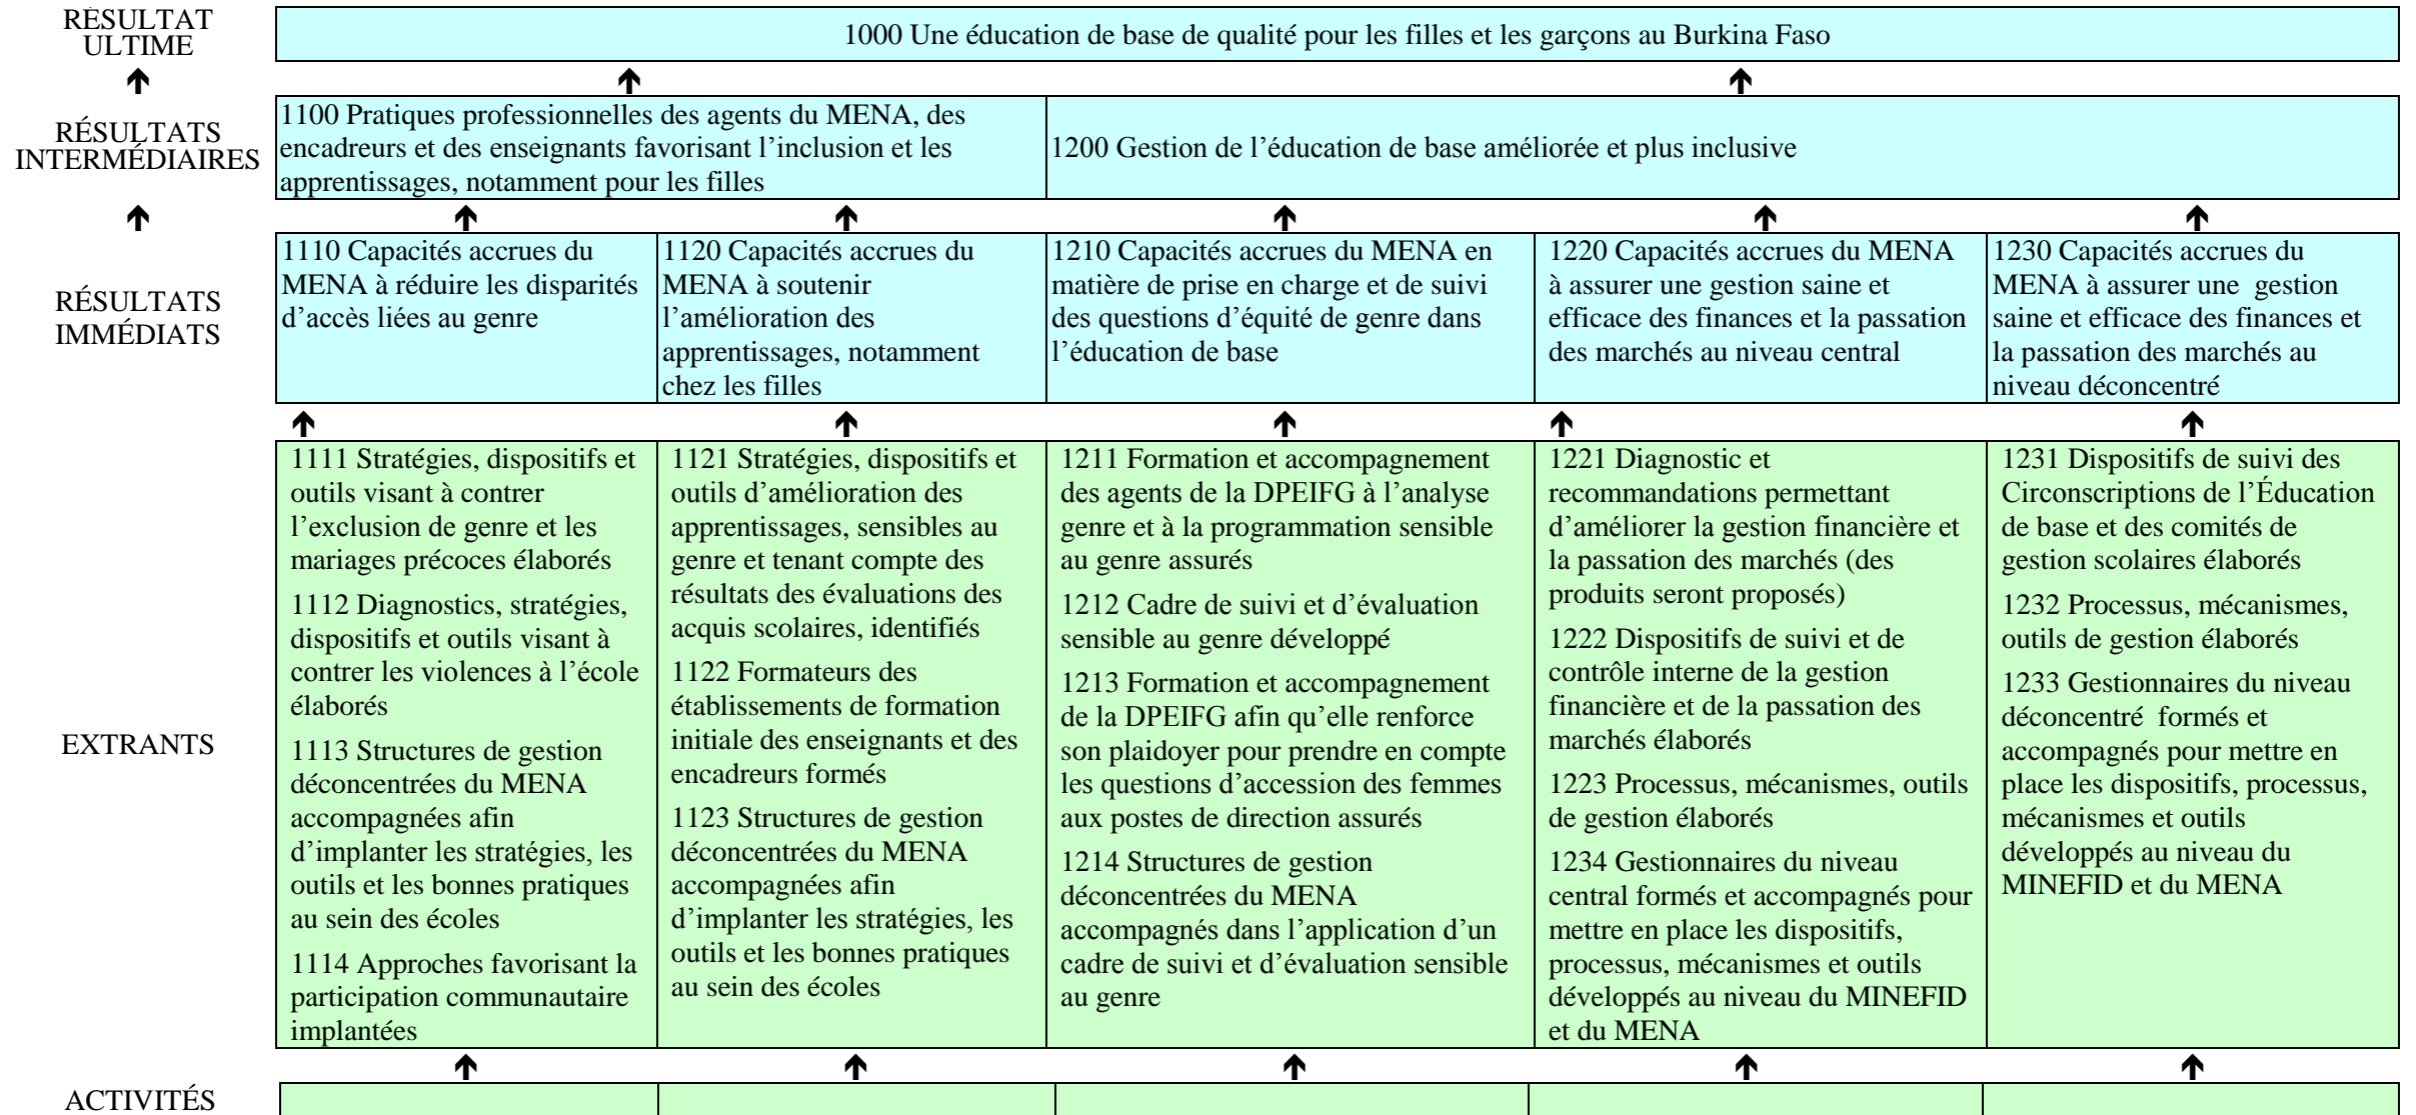 RÉSULTAT
ULTIME
1000 Une éducation de base de qualité pour les filles et les garçons au Burkina Faso
RÉSULTATS
INTERMÉDIAIRES
1100 Pratiques professionnelles des agents du MENA, des
encadreurs et des enseignants favorisant l’inclusion et les
apprentissages, notamment pour les filles
1200 Gestion de l’éducation de base améliorée et plus inclusive
RÉSULTATS
IMMÉDIATS
1110 Capacités accrues du
MENA à réduire les disparités
d’accès liées au genre
1120 Capacités accrues du
MENA à soutenir
l’amélioration des
apprentissages, notamment
chez les filles
1210 Capacités accrues du MENA en
matière de prise en charge et de suivi
des questions d’équité de genre dans
l’éducation de base
1220 Capacités accrues du MENA
à assurer une gestion saine et
efficace des finances et la passation
des marchés au niveau central
1230 Capacités accrues du
MENA à assurer une gestion
saine et efficace des finances et
la passation des marchés au
niveau déconcentré
EXTRANTS
1111 Stratégies, dispositifs et
outils visant à contrer
l’exclusion de genre et les
mariages précoces élaborés
1112 Diagnostics, stratégies,
dispositifs et outils visant à
contrer les violences à l’école
élaborés
1113 Structures de gestion
déconcentrées du MENA
accompagnées afin
d’implanter les stratégies, les
outils et les bonnes pratiques
au sein des écoles
1114 Approches favorisant la
participation communautaire
implantées
1121 Stratégies, dispositifs et
outils d’amélioration des
apprentissages, sensibles au
genre et tenant compte des
résultats des évaluations des
acquis scolaires, identifiés
1122 Formateurs des
établissements de formation
initiale des enseignants et des
encadreurs formés
1123 Structures de gestion
déconcentrées du MENA
accompagnées afin
d’implanter les stratégies, les
outils et les bonnes pratiques
au sein des écoles
1211 Formation et accompagnement
des agents de la DPEIFG à l’analyse
genre et à la programmation sensible
au genre assurés
1212 Cadre de suivi et d’évaluation
sensible au genre développé
1213 Formation et accompagnement
de la DPEIFG afin qu’elle renforce
son plaidoyer pour prendre en compte
les questions d’accession des femmes
aux postes de direction assurés
1214 Structures de gestion
déconcentrées du MENA
accompagnés dans l’application d’un
cadre de suivi et d’évaluation sensible
au genre
1221 Diagnostic et
recommandations permettant
d’améliorer la gestion financière et
la passation des marchés (des
produits seront proposés)
1222 Dispositifs de suivi et de
contrôle interne de la gestion
financière et de la passation des
marchés élaborés
1223 Processus, mécanismes, outils
de gestion élaborés
1234 Gestionnaires du niveau
central formés et accompagnés pour
mettre en place les dispositifs,
processus, mécanismes et outils
développés au niveau du MINEFID
et du MENA
1231 Dispositifs de suivi des
Circonscriptions de l’Éducation
de base et des comités de
gestion scolaires élaborés
1232 Processus, mécanismes,
outils de gestion élaborés
1233 Gestionnaires du niveau
déconcentré formés et
accompagnés pour mettre en
place les dispositifs, processus,
mécanismes et outils
développés au niveau du
MINEFID et du MENA
ACTIVITÉS